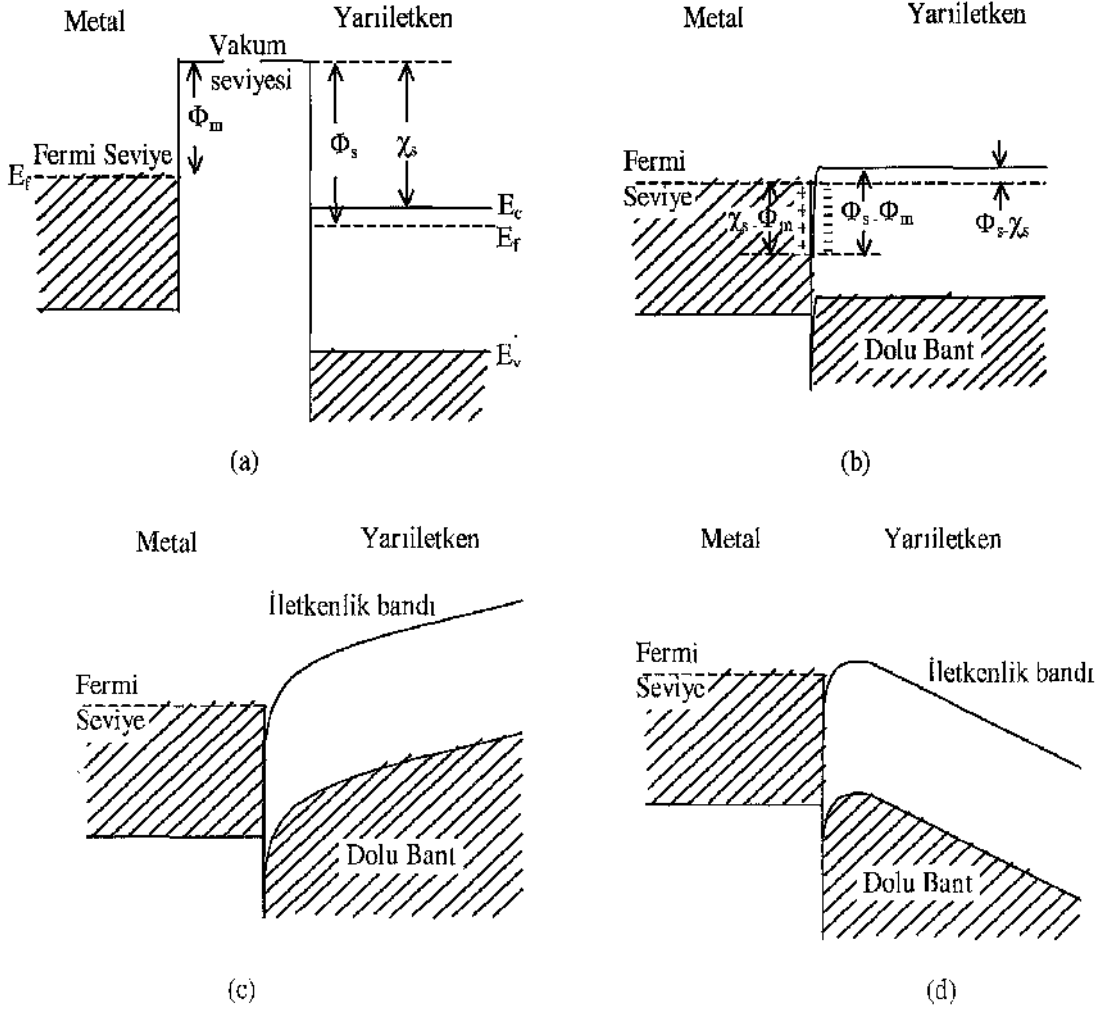 Metal
Yarıiletken
Vakum
seviyesi
Φm
Φs
χs
Fermi Seviye
Ef
Ec
Ef
Ev
(a)
Metal
Yarıiletken
Fermi
Seviye
χs-Φm
Φs-Φm
Φs-χs
Dolu Bant
(b)
Metal
Yarıiletken
İletkenlik bandı
Fermi
Seviye
Dolu Bant
(c)
Metal
Yarıiletken
Fermi
Seviye
İletkenlik bandı
Dolu Bant
(d)